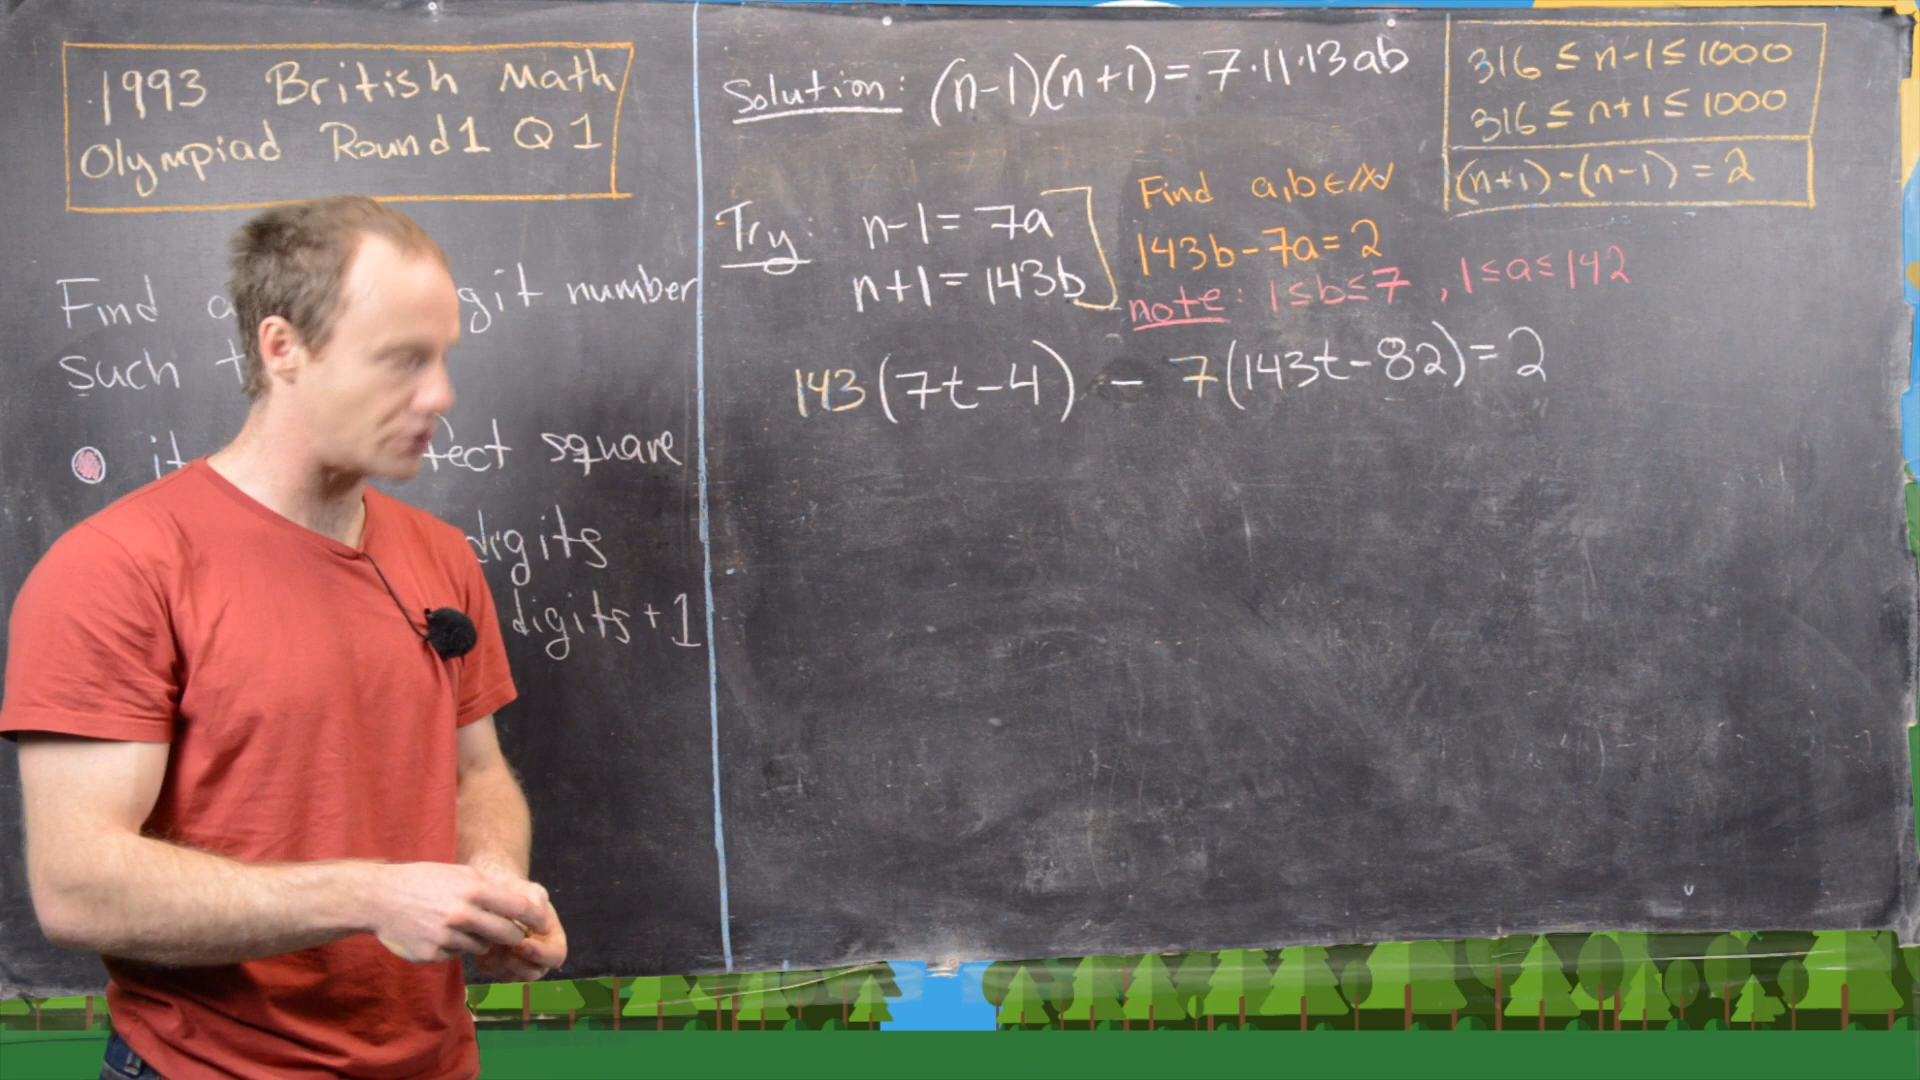 1993 British Math
Olympiad Round 1 Q 1
Find a git number
such t
it fect square
digits
digits + 1
Solution: (n-1)(n+1) = 7·11·13ab
316 ≤ n-1 ≤ 1000
316 ≤ n+1 ≤ 1000
(n+1)-(n-1) = 2
Try: n-1 = 7a
n+1 = 143b
Find a,b ∈ ℕ
143b-7a = 2
note: 1≤b≤7, 1≤a≤142
143(7t-4) - 7(143t-82) = 2